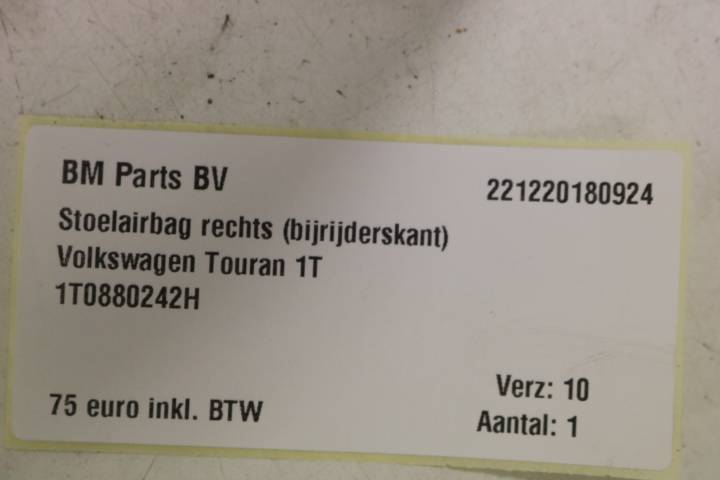 BM Parts BV
221220180924
Stoelairbag rechts (bijrijderskant)
Volkswagen Touran 1T
1T0880242H
Verz: 10
75 euro inkl. BTW
Aantal: 1